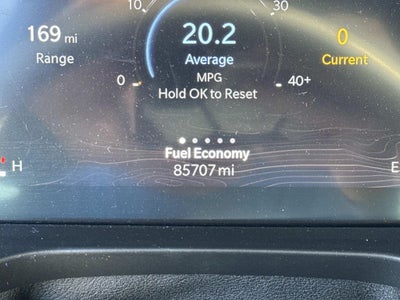 10
30
169 mi
20.2
0
Range
Average
Current
MPG
0
40+
Hold OK to Reset
Fuel Economy
H
85707 mi
E